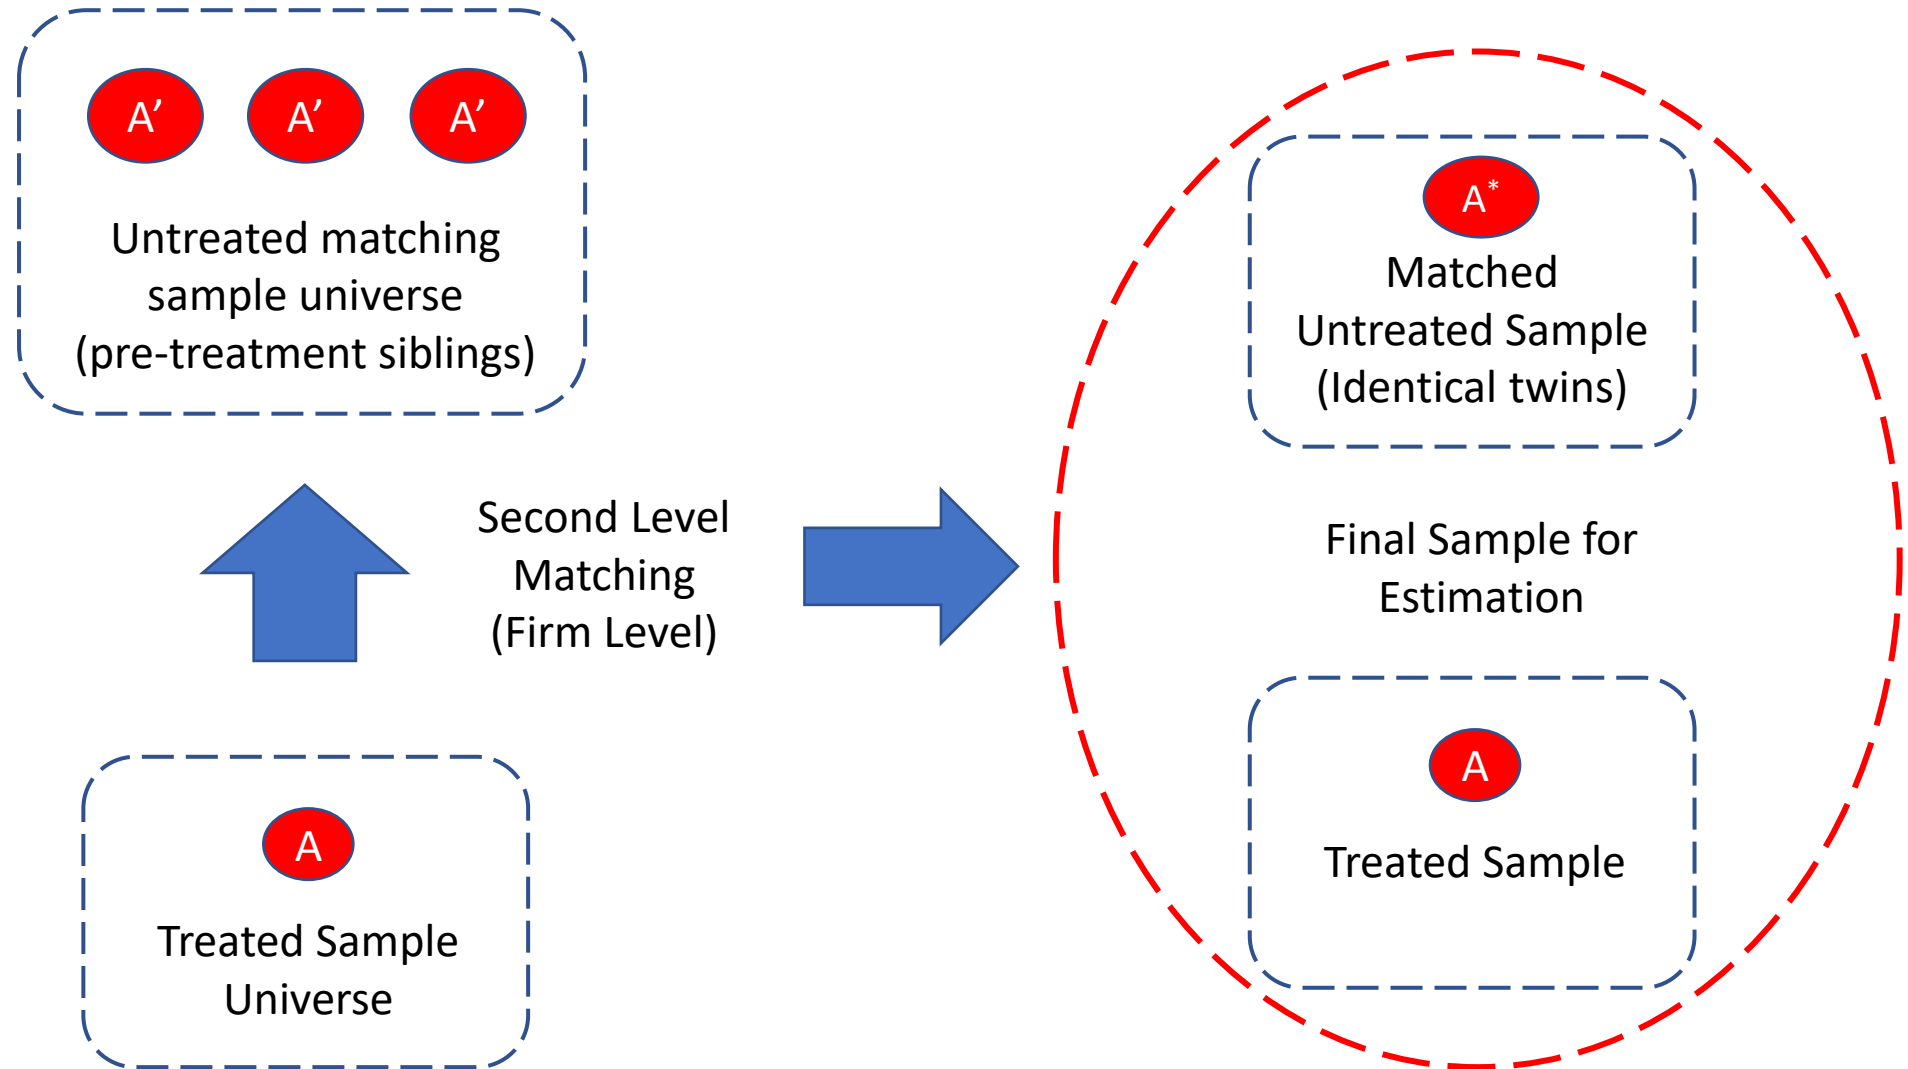 A’ A’ A’
Untreated matching
sample universe
(pre-treatment siblings)
Second Level
Matching
(Firm Level)
A
Treated Sample
Universe
A*
Matched
Untreated Sample
(Identical twins)
Final Sample for
Estimation
A
Treated Sample